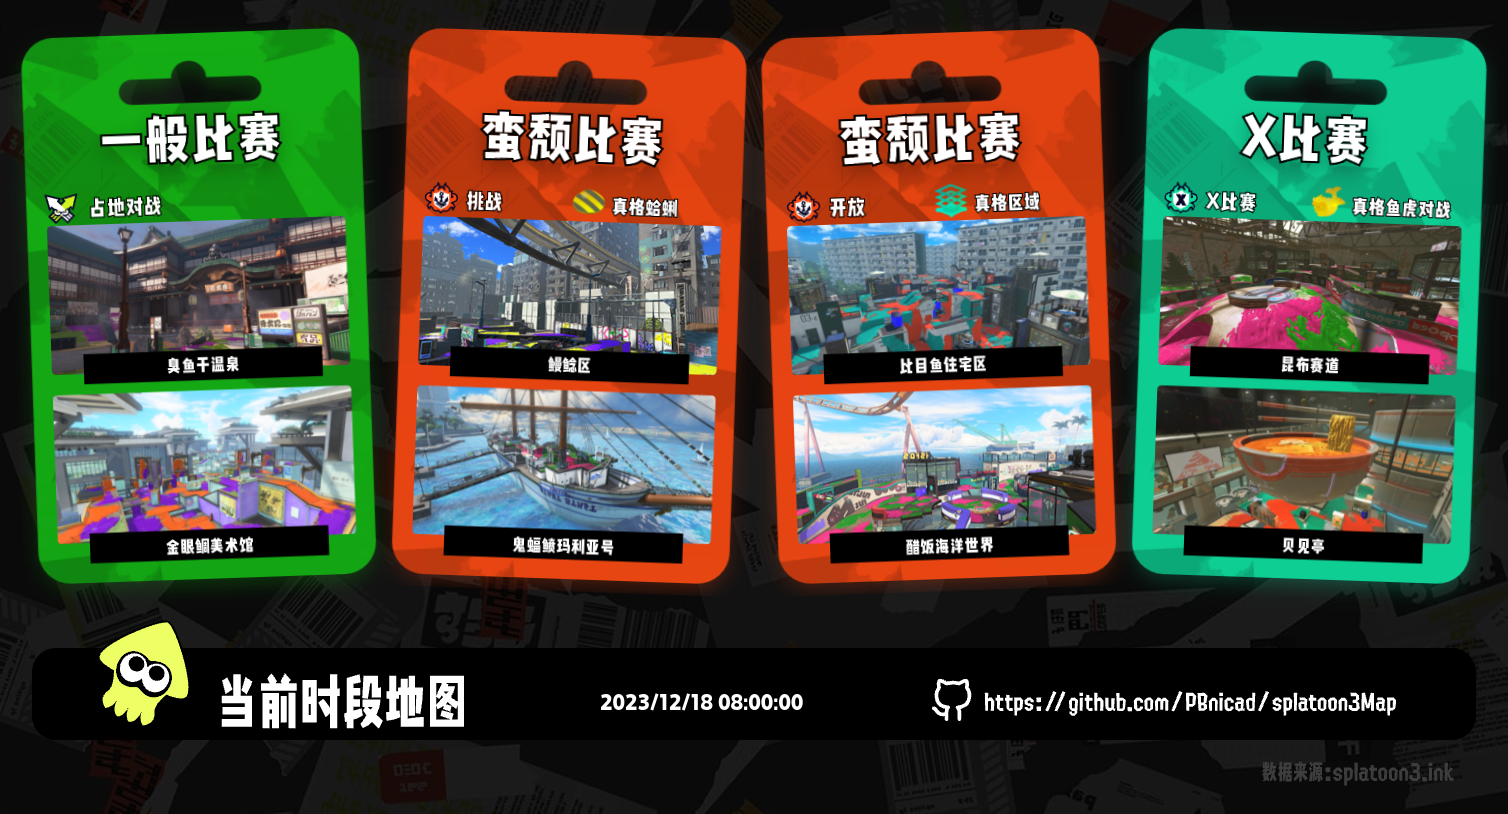 一般比赛
占地对战
臭鱼干温泉
金眼鲷美术馆
蛮颓比赛
挑战
真格蛤蜊
鳗鲶区
鬼蝠鲼玛利亚号
蛮颓比赛
开放
真格区域
比目鱼住宅区
醋饭海洋世界
X比赛
X比赛
真格鱼虎对战
昆布赛道
贝见亭
当前时段地图
2023/12/18 08:00:00
https://github.com/PBnicad/splatoon3Map
数据来源:splatoon3.ink